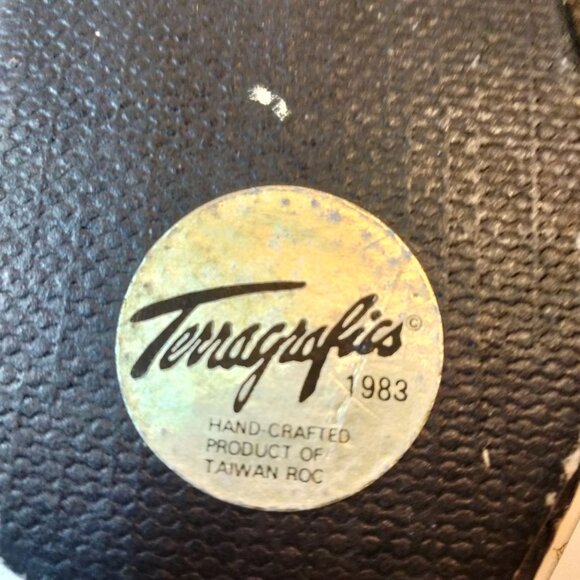 Terragrafics©
1983
HAND-CRAFTED
PRODUCT OF
TAIWAN ROC